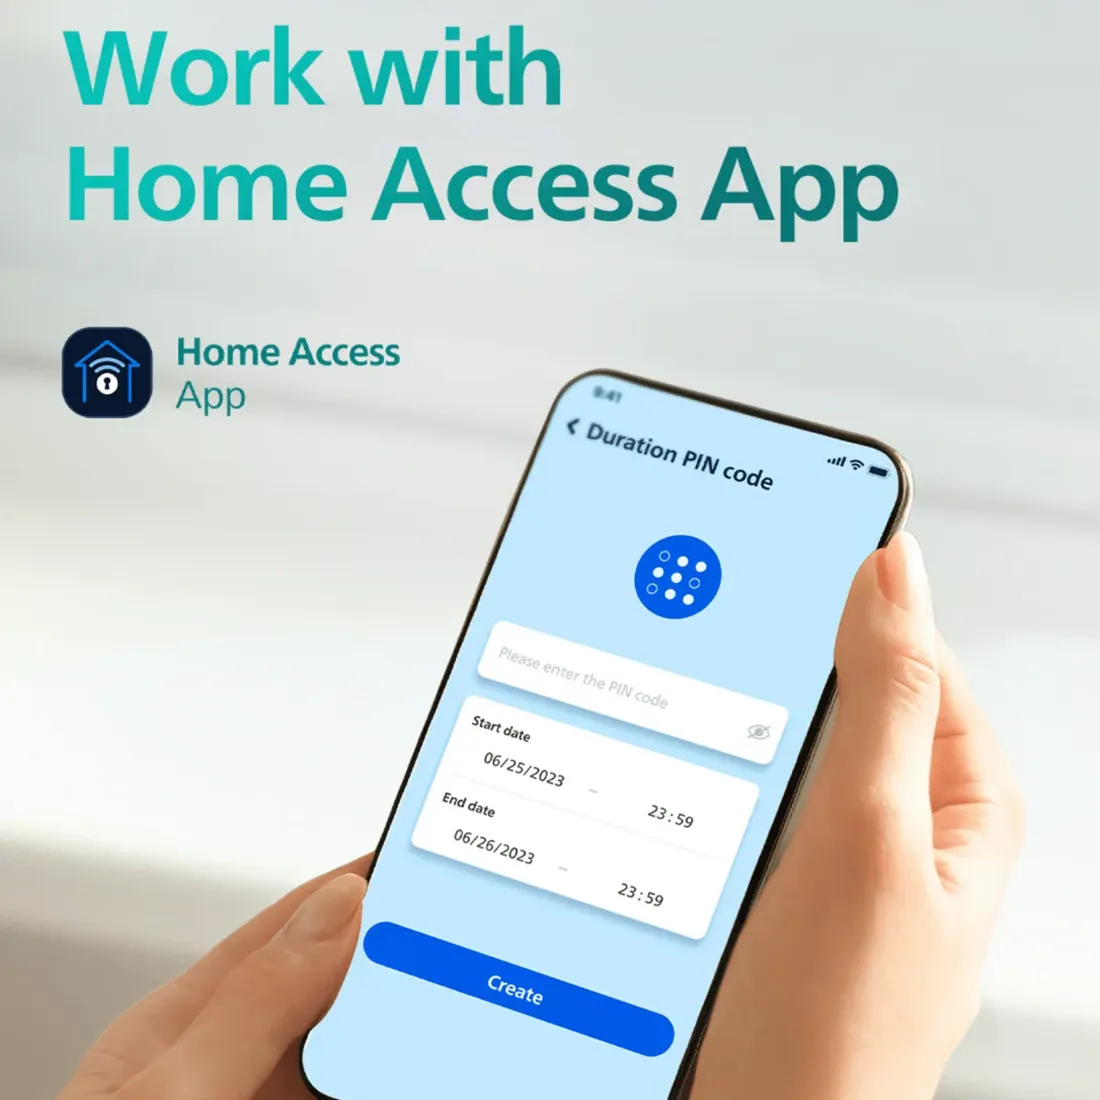 Work with
Home Access App
Home Access
App
9:41
Duration PIN code
Please enter the PIN code
Start date
06/25/2023 – 23:59
End date
06/26/2023 – 23:59
Create